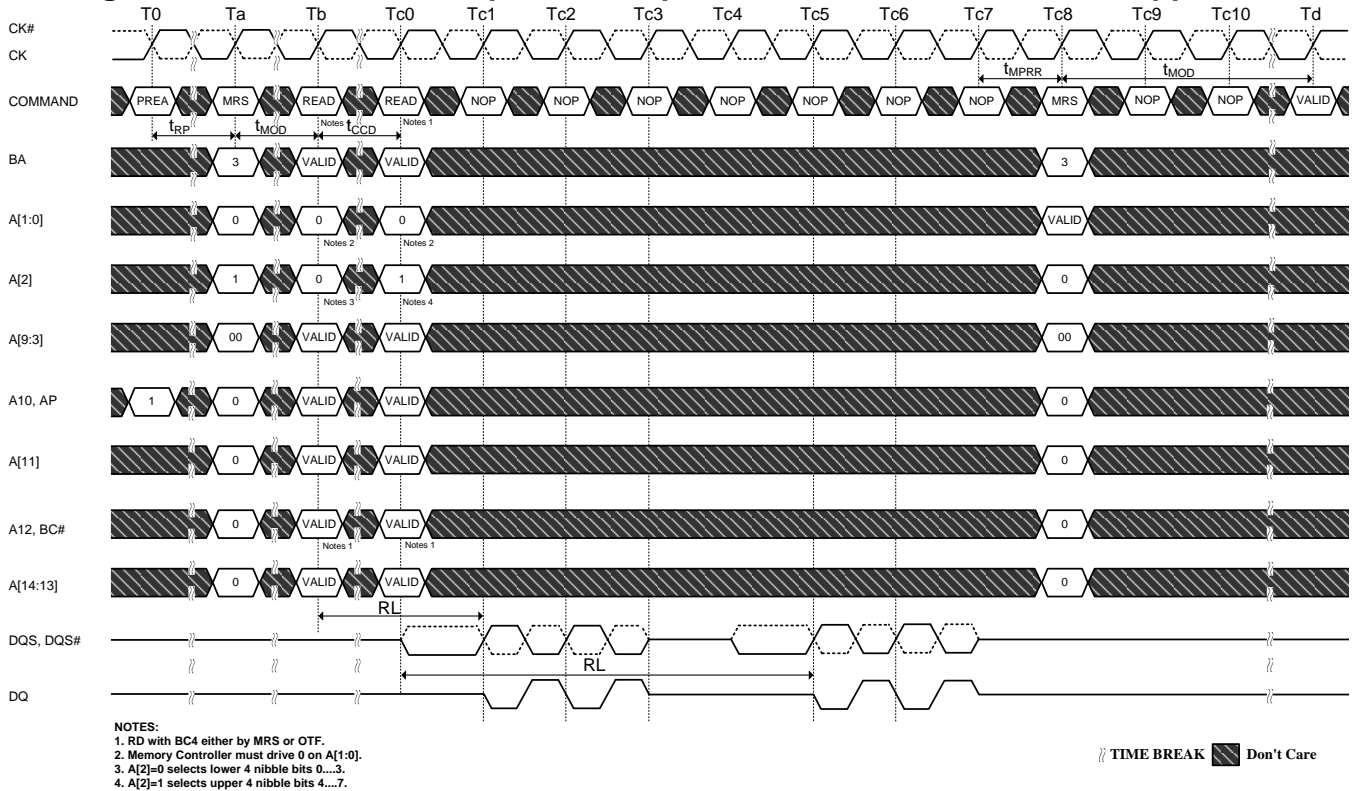 T0 Ta Tb Tc0 Tc1 Tc2 Tc3 Tc4 Tc5 Tc6 Tc7 Tc8 Tc9 Tc10 Td
CK#
CK
tMPRR tMOD
COMMAND PREA MRS READ READ NOP NOP NOP NOP NOP NOP NOP MRS NOP NOP VALID
Notes 1 Notes 1
tRP tMOD tCCD
BA 3 VALID VALID 3
A[1:0] 0 0 0 VALID
Notes 2 Notes 2
A[2] 1 0 1 0
Notes 3 Notes 4
A[9:3] 00 VALID VALID 00
A10, AP 1 0 VALID VALID 0
A[11] 0 VALID VALID 0
A12, BC# 0 VALID VALID 0
Notes 1 Notes 1
A[14:13] 0 VALID VALID 0
RL
DQS, DQS#
RL
DQ
NOTES:
1. RD with BC4 either by MRS or OTF.
2. Memory Controller must drive 0 on A[1:0].
3. A[2]=0 selects lower 4 nibble bits 0....3.
4. A[2]=1 selects upper 4 nibble bits 4....7.
TIME BREAK Don't Care